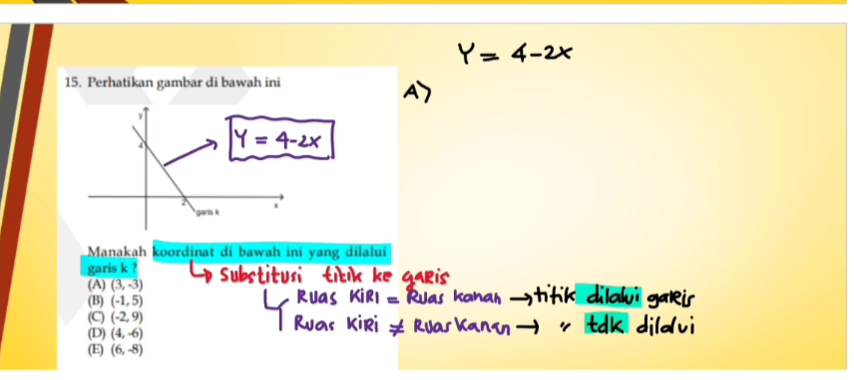 Y = 4-2x
15. Perhatikan gambar di bawah ini
A)
y
4
Y = 4-2x
2
x
garis k
Manakah koordinat di bawah ini yang dilalui
garis k ?
↳ Substitusi titik ke garis
(A) (3, -3)
Ruas kiri = Ruas kanan → titik dilalui garis
(B) (-1, 5)
(C) (-2, 9)
Ruas kiri ≠ Ruas kanan → " tdk dilalui
(D) (4, -6)
(E) (6, -8)